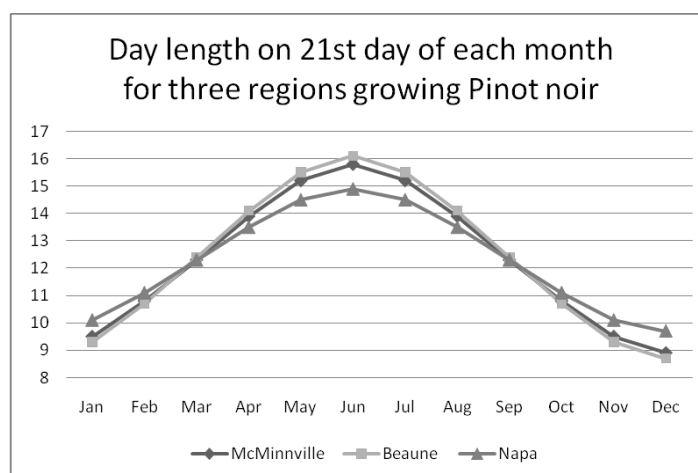 Day length on 21st day of each month
for three regions growing Pinot noir
17
16
15
14
13
12
11
10
9
8
Jan Feb Mar Apr May Jun Jul Aug Sep Oct Nov Dec
McMinnville Beaune Napa